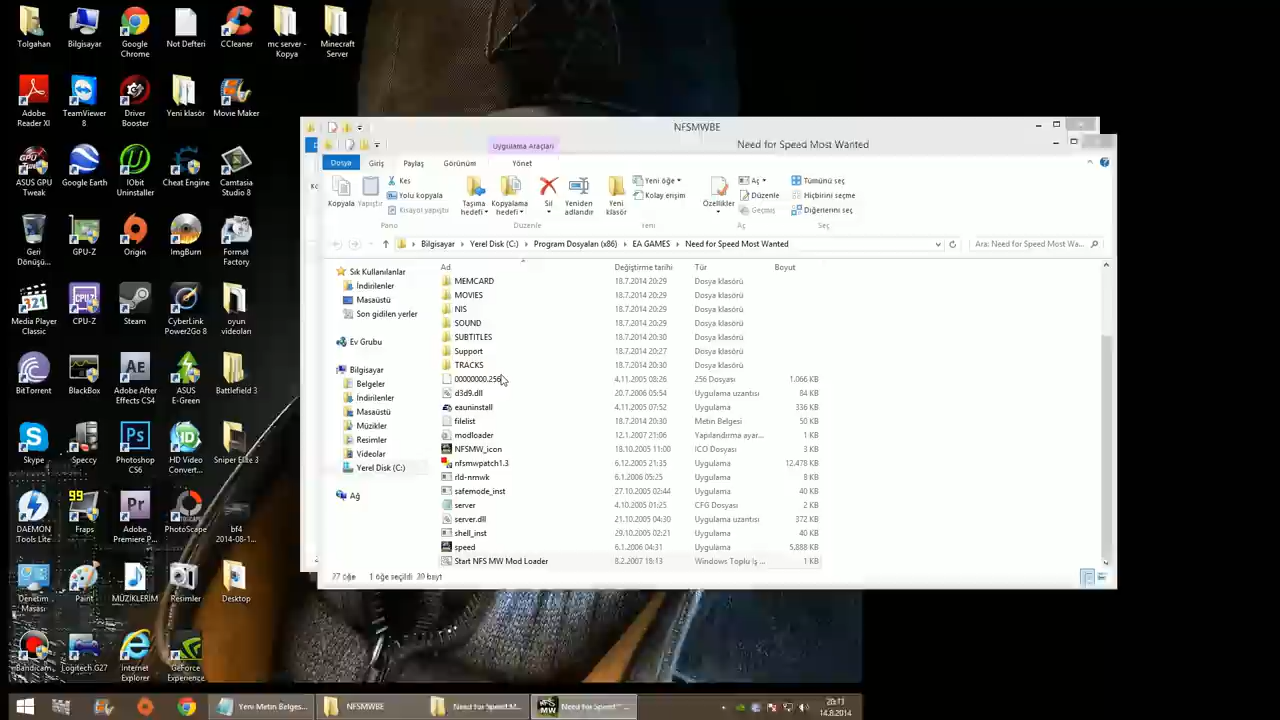 Tolgahan
Bilgisayar
Google Chrome
Not Defteri
CCleaner
mc server - Kopya
Minecraft Server
Adobe Reader XI
TeamViewer 8
Driver Booster
Yeni klasör
Movie Maker
ASUS GPU Tweak
Google Earth
IObit Uninstaller
Cheat Engine
Camtasia Studio 8
Geri Dönüşü...
GPU-Z
Origin
ImgBurn
Format Factory
Media Player Classic
CPU-Z
Steam
CyberLink Power2Go 8
oyun videoları
BitTorrent
BlackBox
Adobe After Effects CS4
ASUS E-Green
Battlefield 3
Skype
Speccy
Photoshop CS6
HD Video Convert...
Sniper Elite 3
DAEMON Tools Lite
99
Fraps
Adobe Premiere P...
PhotoScape
bf4 2014-08-1...
Denetim Masası
Paint
MÜZİKLERİM
Resimler
Desktop
Bandicam
Logitech G27
Internet Explorer
GeForce Experience
NFSMWBE
Uygulama Araçları
Need for Speed Most Wanted
Dosya Giriş Paylaş Görünüm Yönet
Kopyala
Yapıştır
Kes
Yolu kopyala
Kısayol yapıştır
Pano
Taşıma hedefi
Kopyalama hedefi
Sil
Yeniden adlandır
Düzenle
Yeni klasör
Yeni öğe
Kolay erişim
Yeni
Özellikler
Aç
Düzenle
Geçmiş
Aç
Tümünü seç
Hiçbirini seçme
Diğerlerini seç
Seç
Bilgisayar Yerel Disk (C:) Program Dosyaları (x86) EA GAMES Need for Speed Most Wanted
Ara: Need for Speed Most Wa...
Sık Kullanılanlar
İndirilenler
Masaüstü
Son gidilen yerler
Ev Grubu
Bilgisayar
Belgeler
İndirilenler
Masaüstü
Müzikler
Resimler
Videolar
Yerel Disk (C:)
Ağ
Ad Değiştirme tarihi Tür Boyut
MEMCARD 18.7.2014 20:29 Dosya klasörü
MOVIES 18.7.2014 20:29 Dosya klasörü
NIS 18.7.2014 20:29 Dosya klasörü
SOUND 18.7.2014 20:29 Dosya klasörü
SUBTITLES 18.7.2014 20:30 Dosya klasörü
Support 18.7.2014 20:27 Dosya klasörü
TRACKS 18.7.2014 20:30 Dosya klasörü
00000000.256 4.11.2005 08:26 256 Dosyası 1.066 KB
d3d9.dll 20.7.2006 05:54 Uygulama uzantısı 84 KB
eauninstall 4.11.2005 07:52 Uygulama 336 KB
filelist 18.7.2014 20:30 Metin Belgesi 50 KB
modloader 12.1.2007 21:06 Yapılandırma ayar... 1 KB
NFSMW_icon 18.10.2005 11:00 ICO Dosyası 3 KB
nfsmwpatch1.3 6.12.2005 21:35 Uygulama 12.478 KB
rld-nmwk 6.1.2006 05:25 Uygulama 8 KB
safemode_inst 27.10.2005 02:44 Uygulama 40 KB
server 4.10.2005 01:25 CFG Dosyası 2 KB
server.dll 21.10.2005 04:30 Uygulama uzantısı 372 KB
shell_inst 29.10.2005 02:21 Uygulama 40 KB
speed 6.1.2006 04:31 Uygulama 5.888 KB
Start NFS MW Mod Loader 8.2.2007 18:13 Windows Toplu İş ... 1 KB
27 öğe 1 öğe seçildi 20 bayt
Yeni Metin Belges...
NFSMWBE
Need for Speed M...
Need for Speed™ ...
20:11
14.8.2014